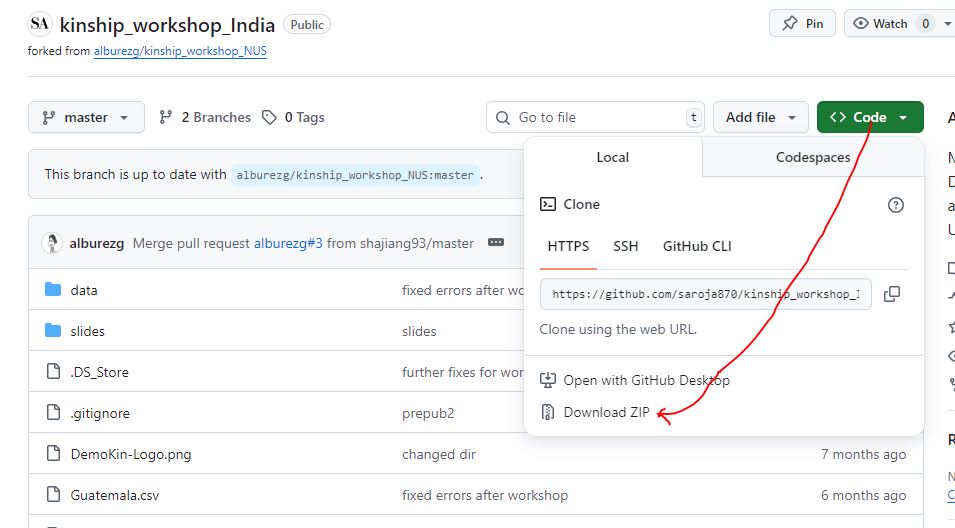 SA kinship_workshop_India Public
Pin
Watch 0
forked from alburezg/kinship_workshop_NUS
master
2 Branches
0 Tags
Go to file t
Add file
<> Code
Local Codespaces
This branch is up to date with alburezg/kinship_workshop_NUS:master .
Clone
HTTPS SSH GitHub CLI
https://github.com/saroja870/kinship_workshop_I
Clone using the web URL.
Open with GitHub Desktop
Download ZIP
alburezg Merge pull request alburezg#3 from shajiang93/master
data fixed errors after wo
slides slides
.DS_Store further fixes for wor
.gitignore prepub2
DemoKin-Logo.png changed dir 7 months ago
Guatemala.csv fixed errors after workshop 6 months ago